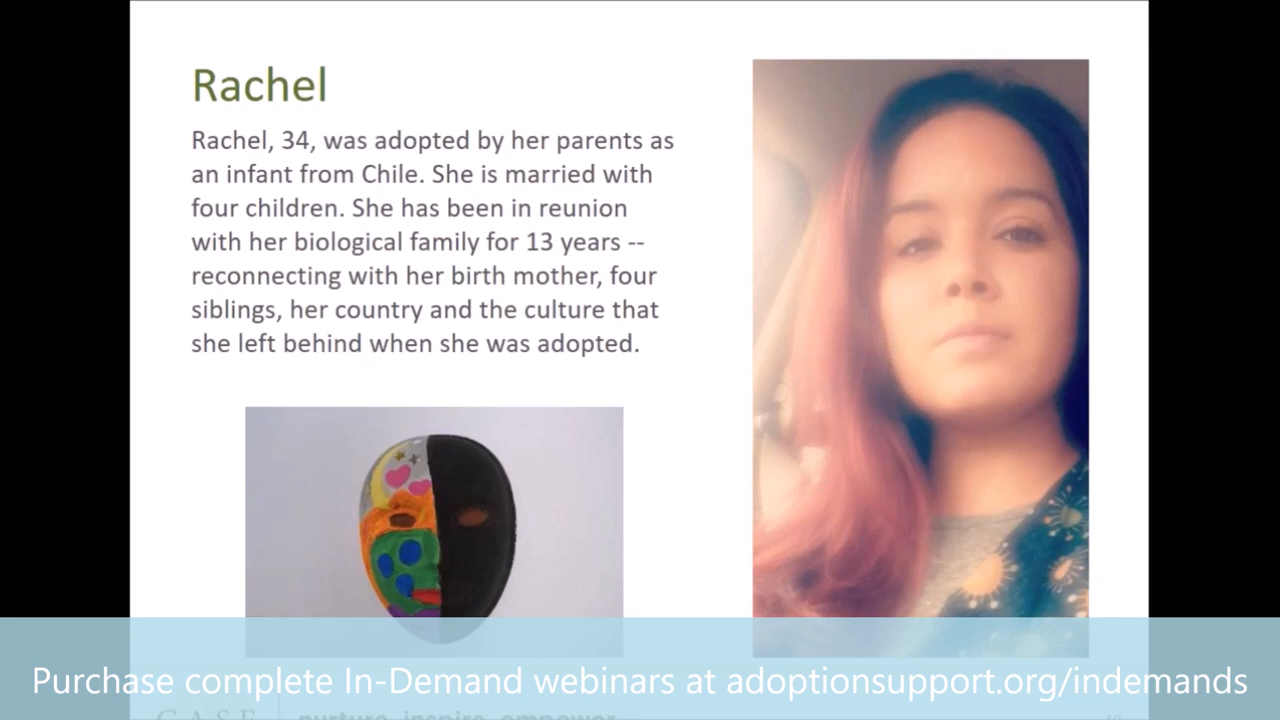 Rachel
Rachel, 34, was adopted by her parents as
an infant from Chile. She is married with
four children. She has been in reunion
with her biological family for 13 years --
reconnecting with her birth mother, four
siblings, her country and the culture that
she left behind when she was adopted.
Purchase complete In-Demand webinars at adoptionsupport.org/indemands
C.A.S.E. nurture. inspire. empower.